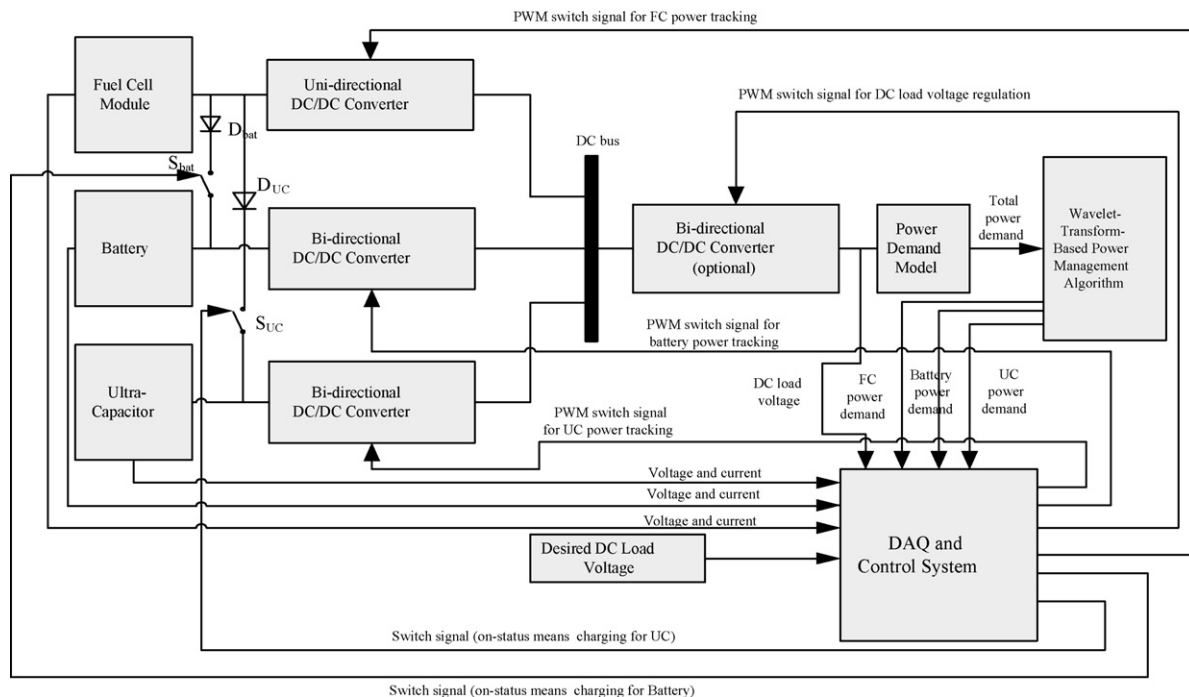 PWM switch signal for FC power tracking
Fuel Cell
Module
Uni-directional
DC/DC Converter
PWM switch signal for DC load voltage regulation
Dbat
DC bus
Sbat
DUC
Battery
Bi-directional
DC/DC Converter
Bi-directional
DC/DC Converter
(optional)
Power
Demand
Model
Total
power
demand
Wavelet-
Transform-
Based Power
Management
Algorithm
SUC
PWM switch signal for
battery power tracking
Ultra-
Capacitor
Bi-directional
DC/DC Converter
DC load
voltage
FC
power
demand
Battery
power
demand
UC
power
demand
PWM switch signal
for UC power tracking
Voltage and current
Voltage and current
Voltage and current
Desired DC Load
Voltage
DAQ and
Control System
Switch signal (on-status means charging for UC)
Switch signal (on-status means charging for Battery)